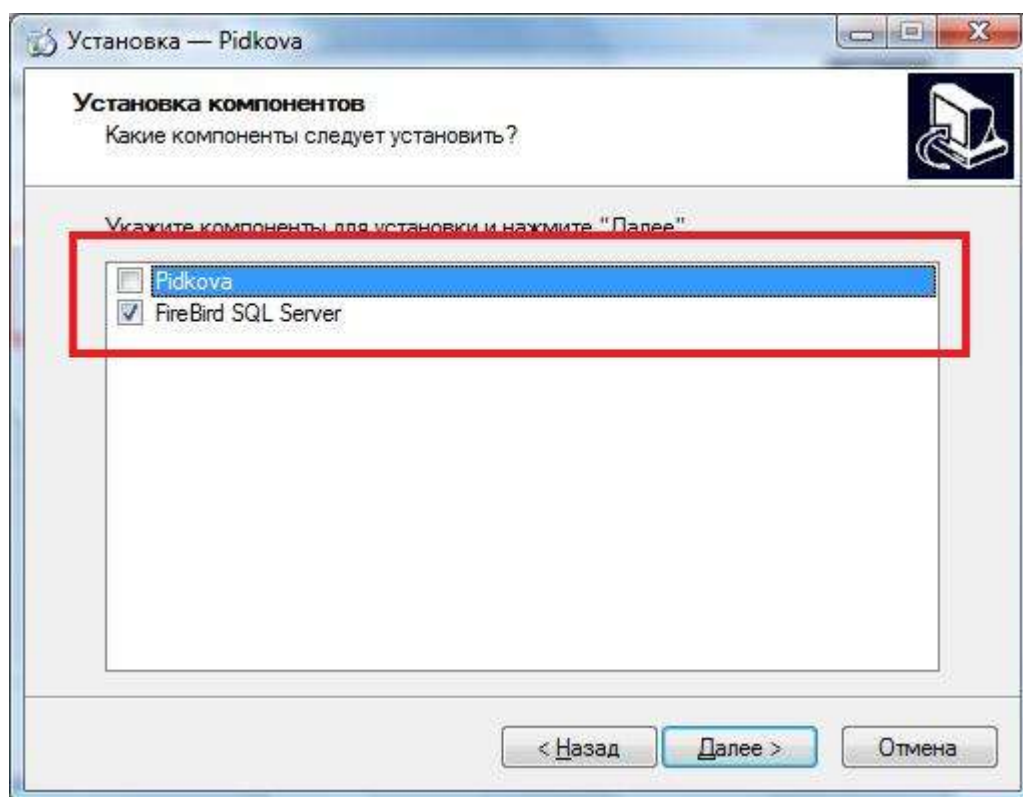 Установка — Pidkova
Установка компонентов
Какие компоненты следует установить?
Укажите компоненты для установки и нажмите "Далее"
Pidkova
FireBird SQL Server
< Назад
Далее >
Отмена